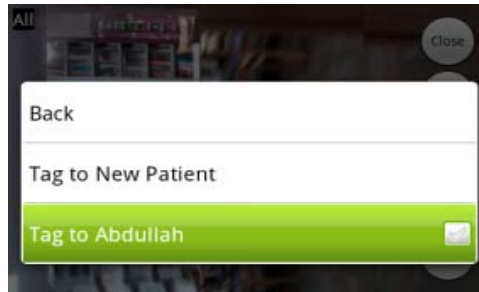 All
Close
Back
Tag to New Patient
Tag to Abdullah